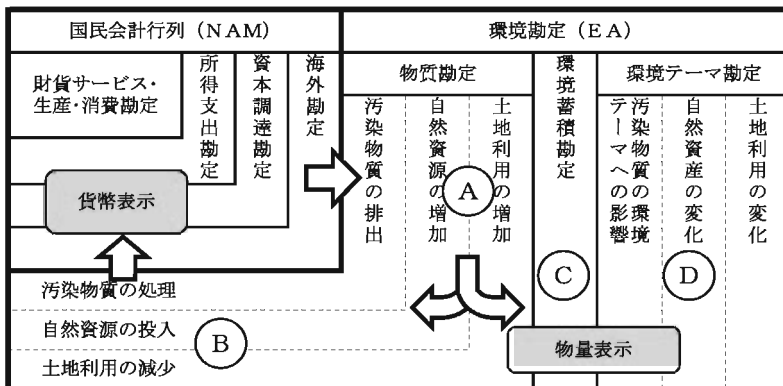 国民会計行列(NAM)
環境勘定(EA)
財貨サービス・
生産・消費勘定
所得支出勘定
資本調達勘定
海外勘定
物質勘定
汚染物質の排出
自然資源の増加
土地利用の増加
環境蓄積勘定
環境テーマ勘定
汚染物質の環境
テーマへの影響
自然資産の変化
土地利用の変化
貨幣表示
A
汚染物質の処理
自然資源の投入
土地利用の減少
B
C
D
物量表示